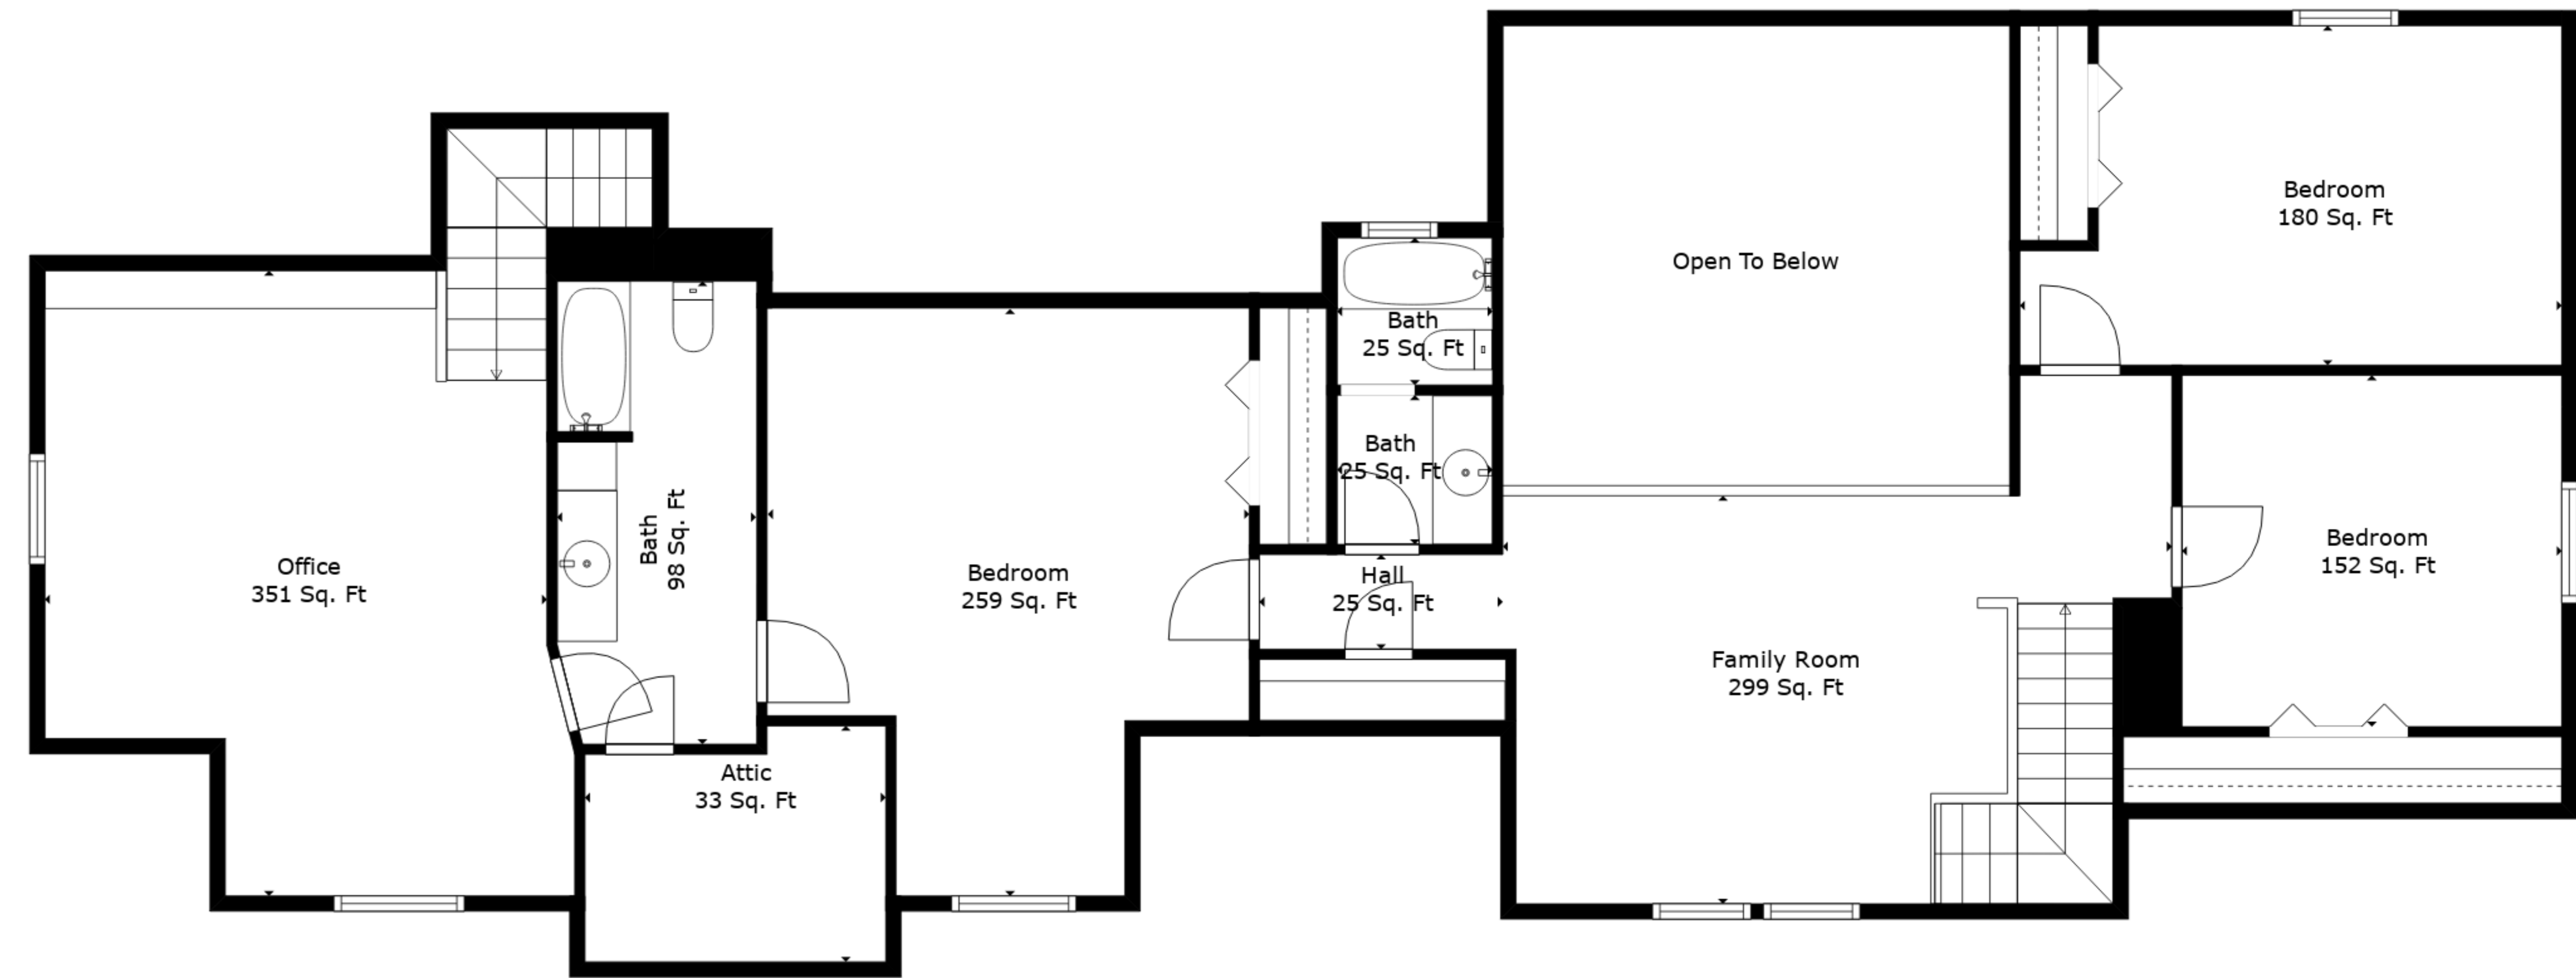 Bedroom
180 Sq. Ft
Open To Below
Bath
25 Sq. Ft
Bath
25 Sq. Ft
Bath
98 Sq. Ft
Office
351 Sq. Ft
Bedroom
259 Sq. Ft
Hall
25 Sq. Ft
Bedroom
152 Sq. Ft
Family Room
299 Sq. Ft
Attic
33 Sq. Ft